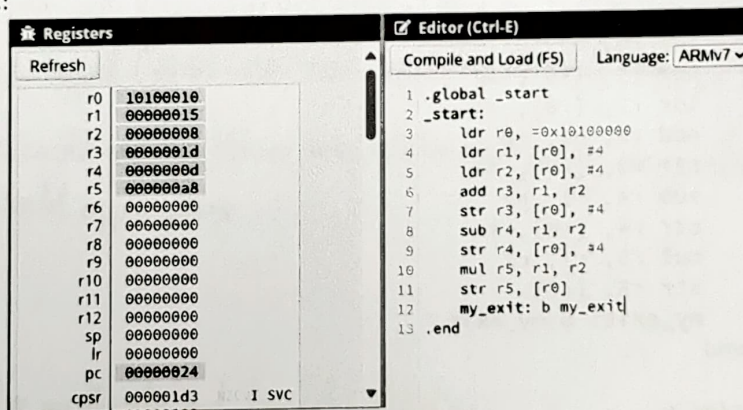 Registers
Refresh
r0 10100010
r1 00000015
r2 00000008
r3 0000001d
r4 0000000d
r5 000000a8
r6 00000000
r7 00000000
r8 00000000
r9 00000000
r10 00000000
r11 00000000
r12 00000000
sp 00000000
lr 00000000
pc 00000024
cpsr 000001d3 I SVC
Editor (Ctrl-E)
Compile and Load (F5) Language: ARMv7
1 .global _start
2 _start:
3 ldr r0, =0x10100000
4 ldr r1, [r0], #4
5 ldr r2, [r0], #4
6 add r3, r1, r2
7 str r3, [r0], #4
8 sub r4, r1, r2
9 str r4, [r0], #4
10 mul r5, r1, r2
11 str r5, [r0]
12 my_exit: b my_exit
13 .end